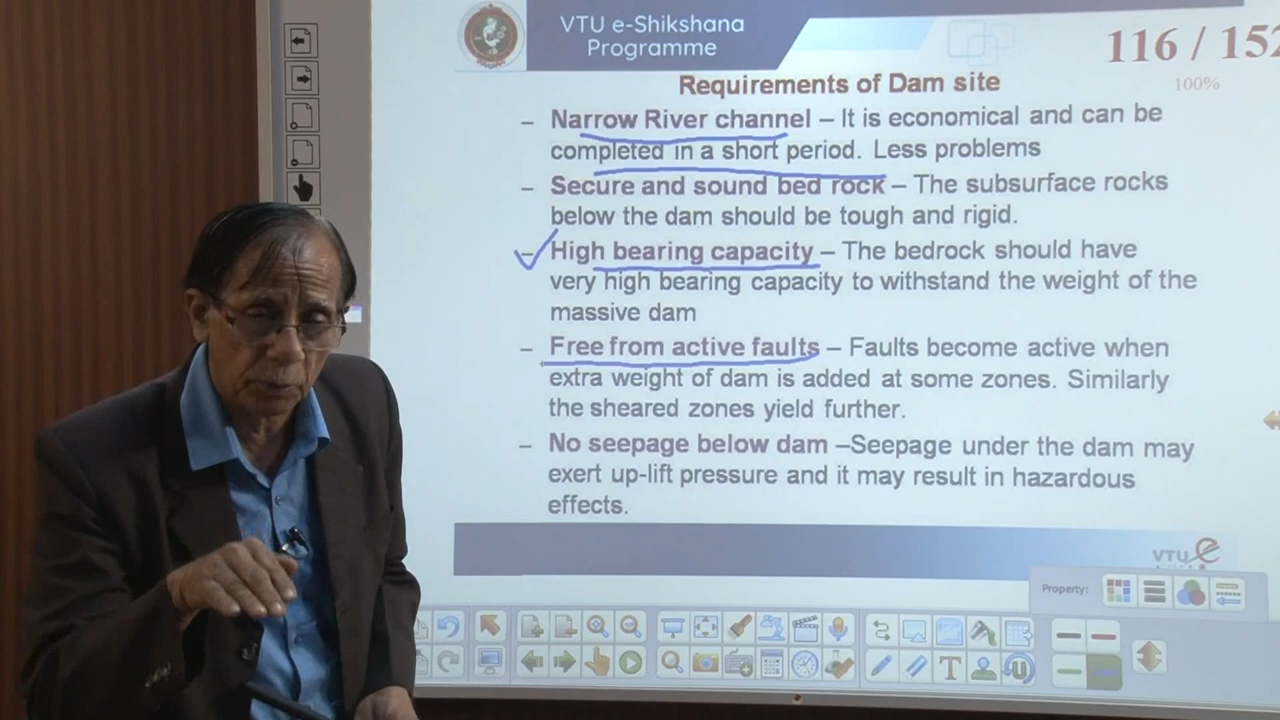 VTU e-Shikshana
Programme
116 / 152
100%
Requirements of Dam site
– Narrow River channel – It is economical and can be
completed in a short period. Less problems
– Secure and sound bed rock – The subsurface rocks
below the dam should be tough and rigid.
– High bearing capacity – The bedrock should have
very high bearing capacity to withstand the weight of the
massive dam
– Free from active faults – Faults become active when
extra weight of dam is added at some zones. Similarly
the sheared zones yield further.
– No seepage below dam –Seepage under the dam may
exert up-lift pressure and it may result in hazardous
effects.
VTU e
Property: